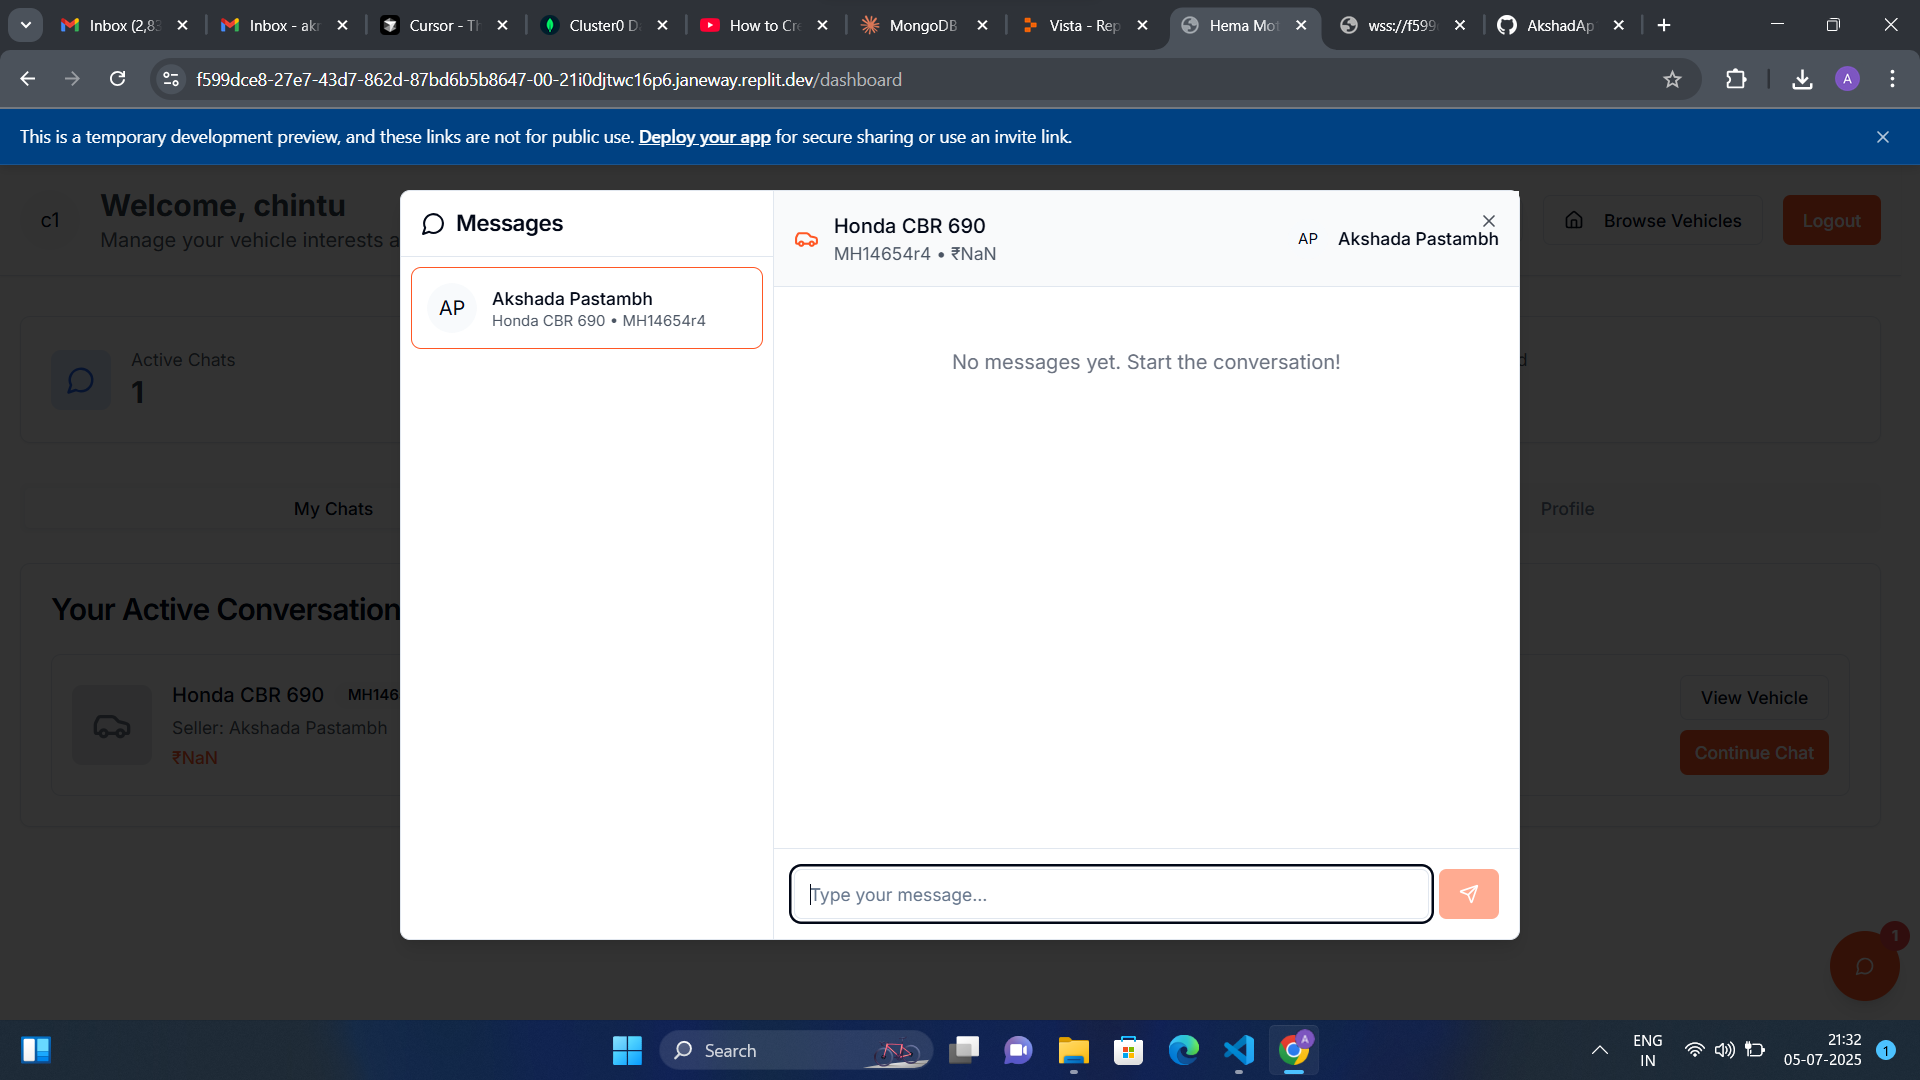 Inbox (2,83
Inbox - akr
Cursor - Th
Cluster0 Da
How to Cre
MongoDB
Vista - Rep
Hema Mot
wss://f599
AkshadAp
f599dce8-27e7-43d7-862d-87bd6b5b8647-00-21i0djtwc16p6.janeway.replit.dev/dashboard
A
This is a temporary development preview, and these links are not for public use. Deploy your app for secure sharing or use an invite link.
c1
Welcome, chintu
Manage your vehicle interests a
Browse Vehicles
Logout
Messages
AP
Akshada Pastambh
Honda CBR 690 • MH14654r4
Honda CBR 690
MH14654r4 • ₹NaN
AP
Akshada Pastambh
No messages yet. Start the conversation!
Type your message...
Active Chats
1
d
My Chats
Profile
Your Active Conversation
Honda CBR 690
MH146
Seller: Akshada Pastambh
₹NaN
View Vehicle
Continue Chat
1
Search
A
ENG
IN
21:32
05-07-2025
1